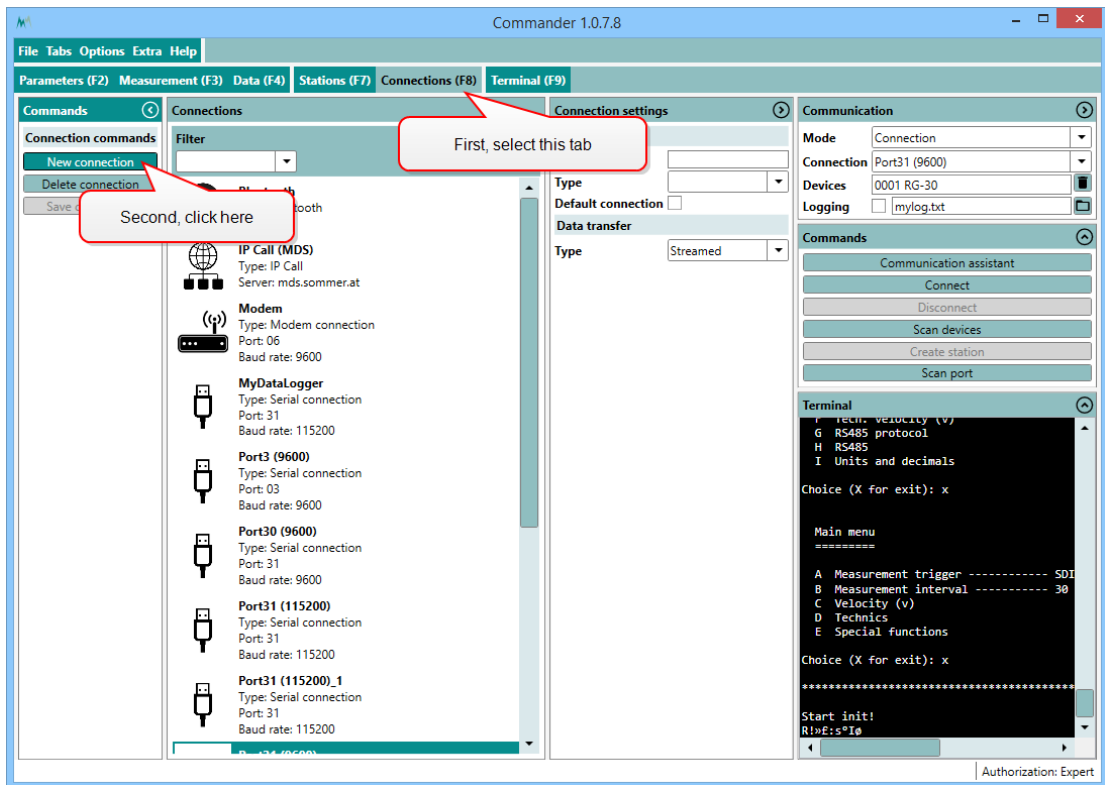 Commander 1.0.7.8
File Tabs Options Extra Help
Parameters (F2) Measurement (F3) Data (F4) Stations (F7) Connections (F8) Terminal (F9)
Commands
Connection commands
New connection
Delete connection
Save
Second, click here
First, select this tab
Connections
Filter
IP Call (MDS)
Type: IP Call
Server: mds.sommer.at
Modem
Type: Modem connection
Port: 06
Baud rate: 9600
MyDataLogger
Type: Serial connection
Port: 31
Baud rate: 115200
Port3 (9600)
Type: Serial connection
Port: 03
Baud rate: 9600
Port30 (9600)
Type: Serial connection
Port: 31
Baud rate: 9600
Port31 (115200)
Type: Serial connection
Port: 31
Baud rate: 115200
Port31 (115200)_1
Type: Serial connection
Port: 31
Baud rate: 115200
Connection settings
Type
Default connection
Data transfer
Type Streamed
Communication
Mode Connection
Connection Port31 (9600)
Devices 0001 RG-30
Logging mylog.txt
Commands
Communication assistant
Connect
Disconnect
Scan devices
Create station
Scan port
Terminal
F Tech. velocity (v)
G RS485 protocol
H RS485
I Units and decimals
Choice (X for exit): x
Main menu
=========
A Measurement trigger ------------ SDI
B Measurement interval ----------- 30
C Velocity (v)
D Technics
E Special functions
Choice (X for exit): x
*****************************************
Start init!
R!»£:s°Iø
Authorization: Expert